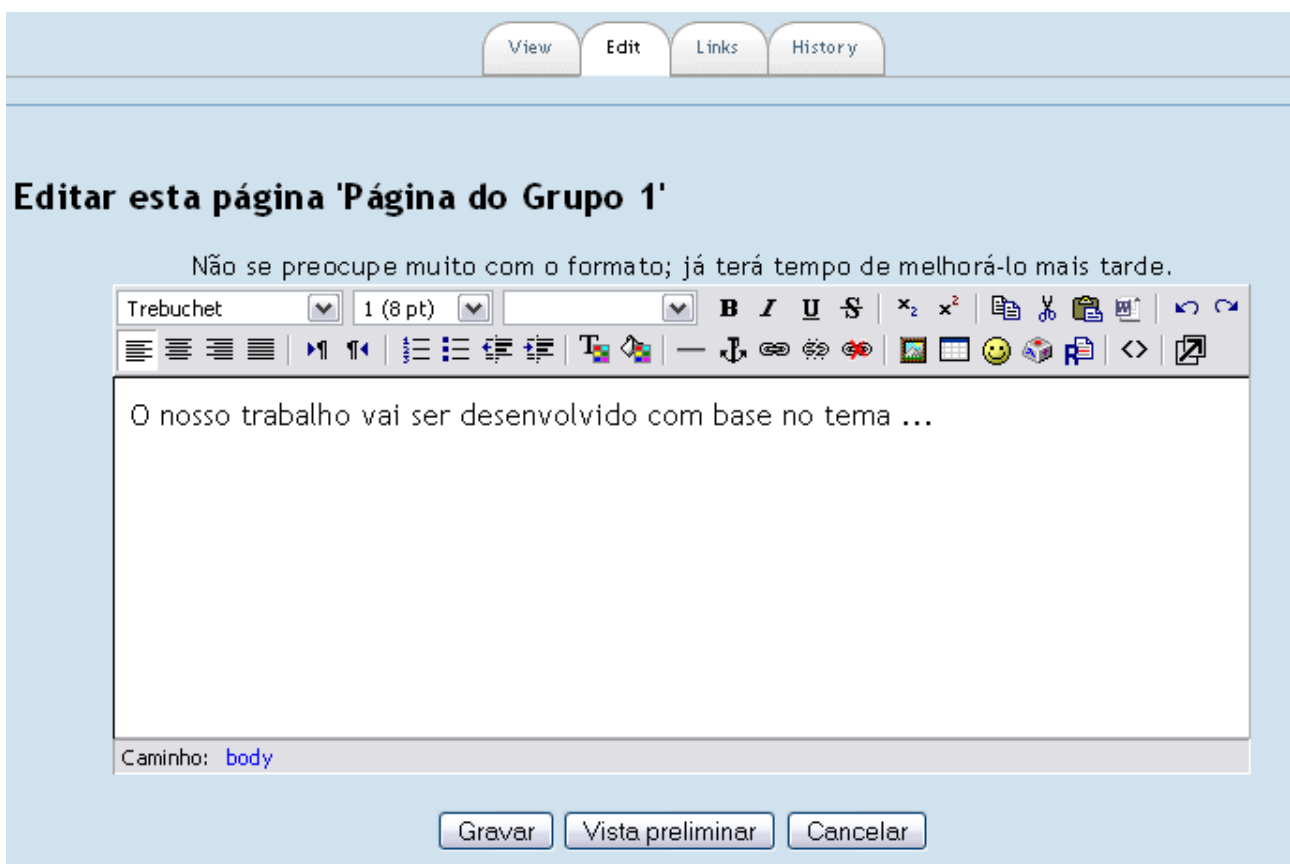 View Edit Links History
Editar esta página 'Página do Grupo 1'
Não se preocupe muito com o formato; já terá tempo de melhorá-lo mais tarde.
Trebuchet 1 (8 pt) B I U S x₂ x²
O nosso trabalho vai ser desenvolvido com base no tema ...
Caminho: body
Gravar Vista preliminar Cancelar